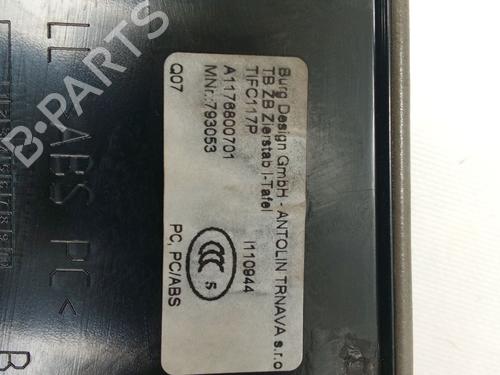 Burg Design GmbH - ANTOLIN TRNAVA s.r.o
TB ZB Zierstab I-Tafel
TIFC117P
I110944
A1176800701
MNr.:793053
5
Q07
PC, PC/ABS
ABS PC <
B-PARTS